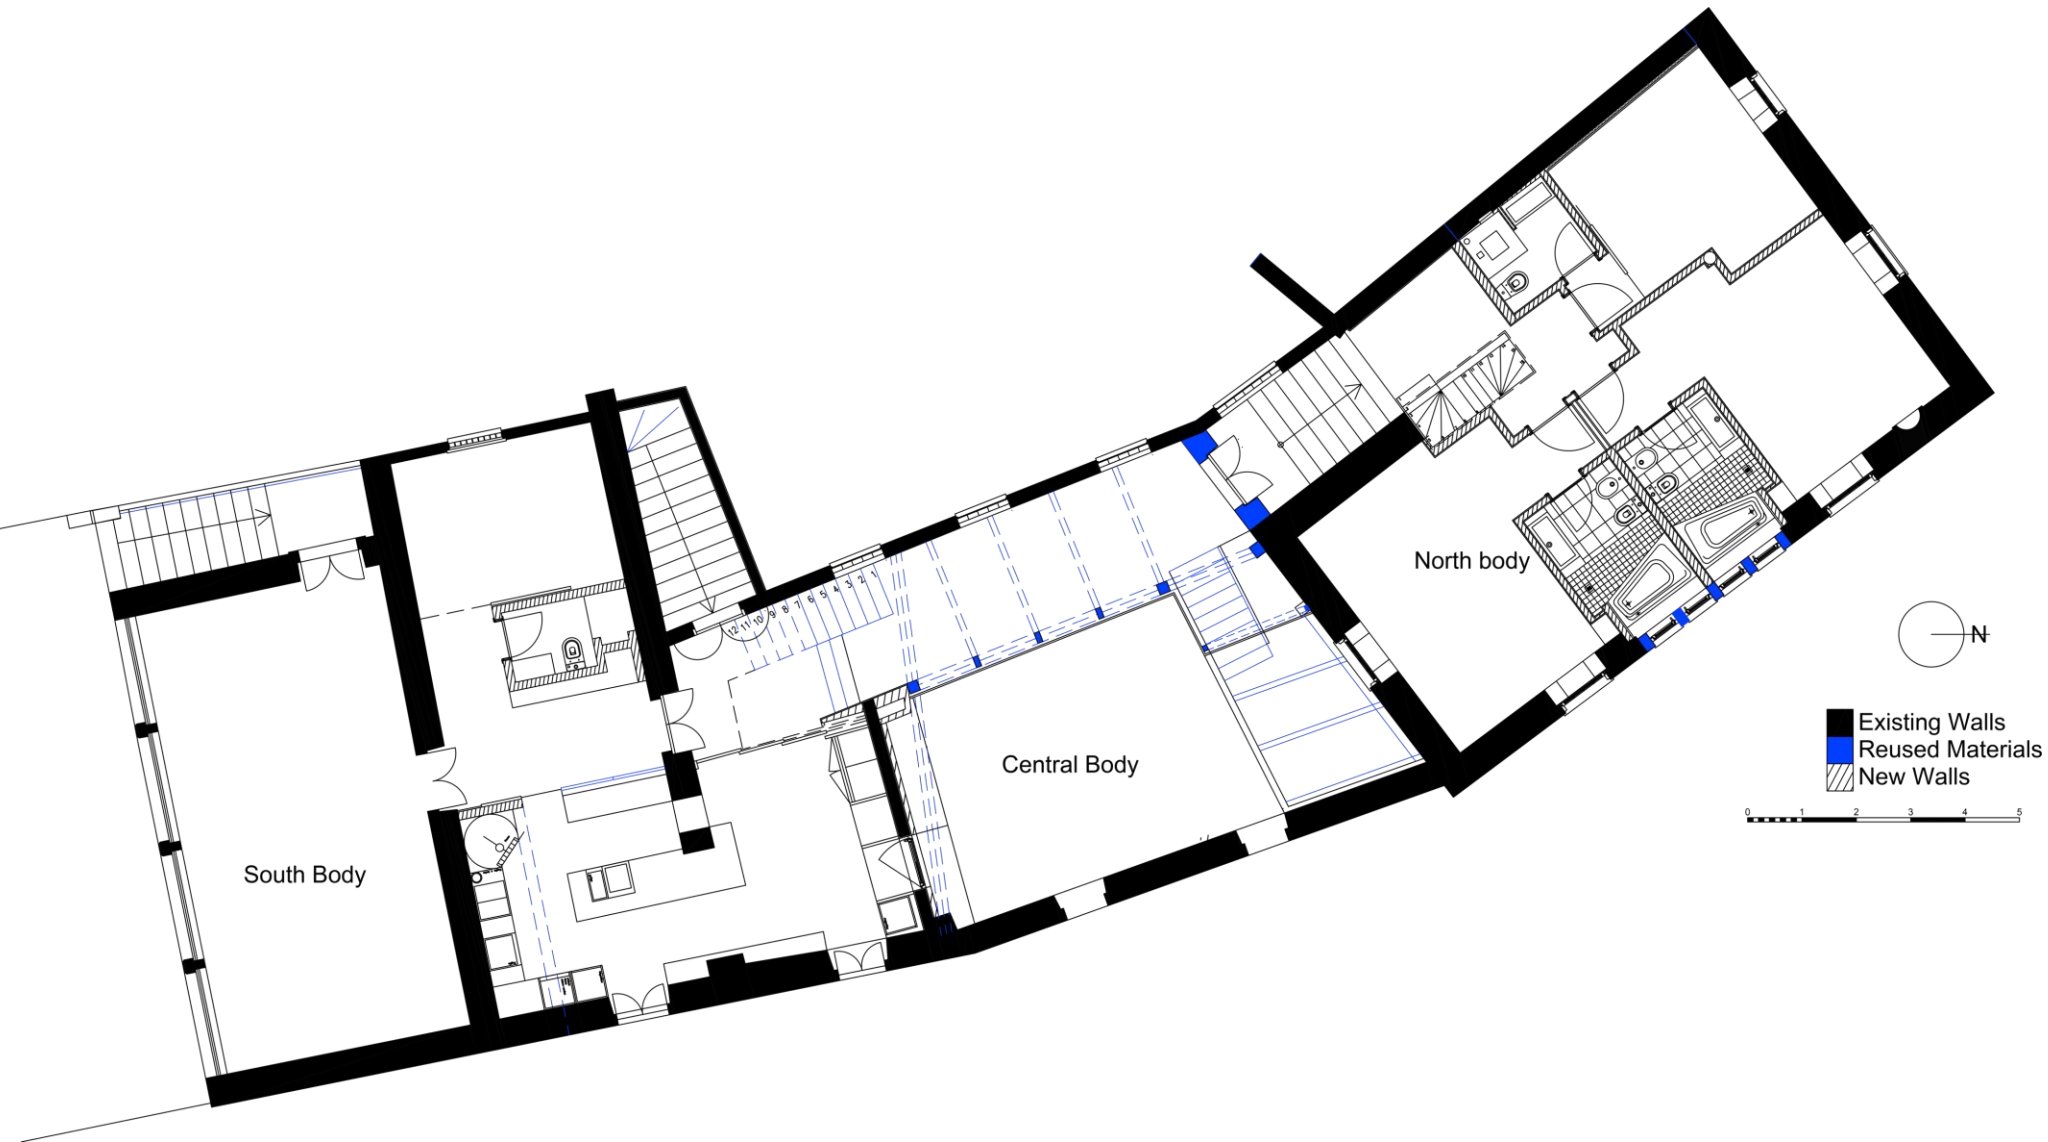 12 11 10 9 8 7 6 5 4 3 2 1
North body
N
Central Body
South Body
Existing Walls
Reused Materials
New Walls
0 1 2 3 4 5